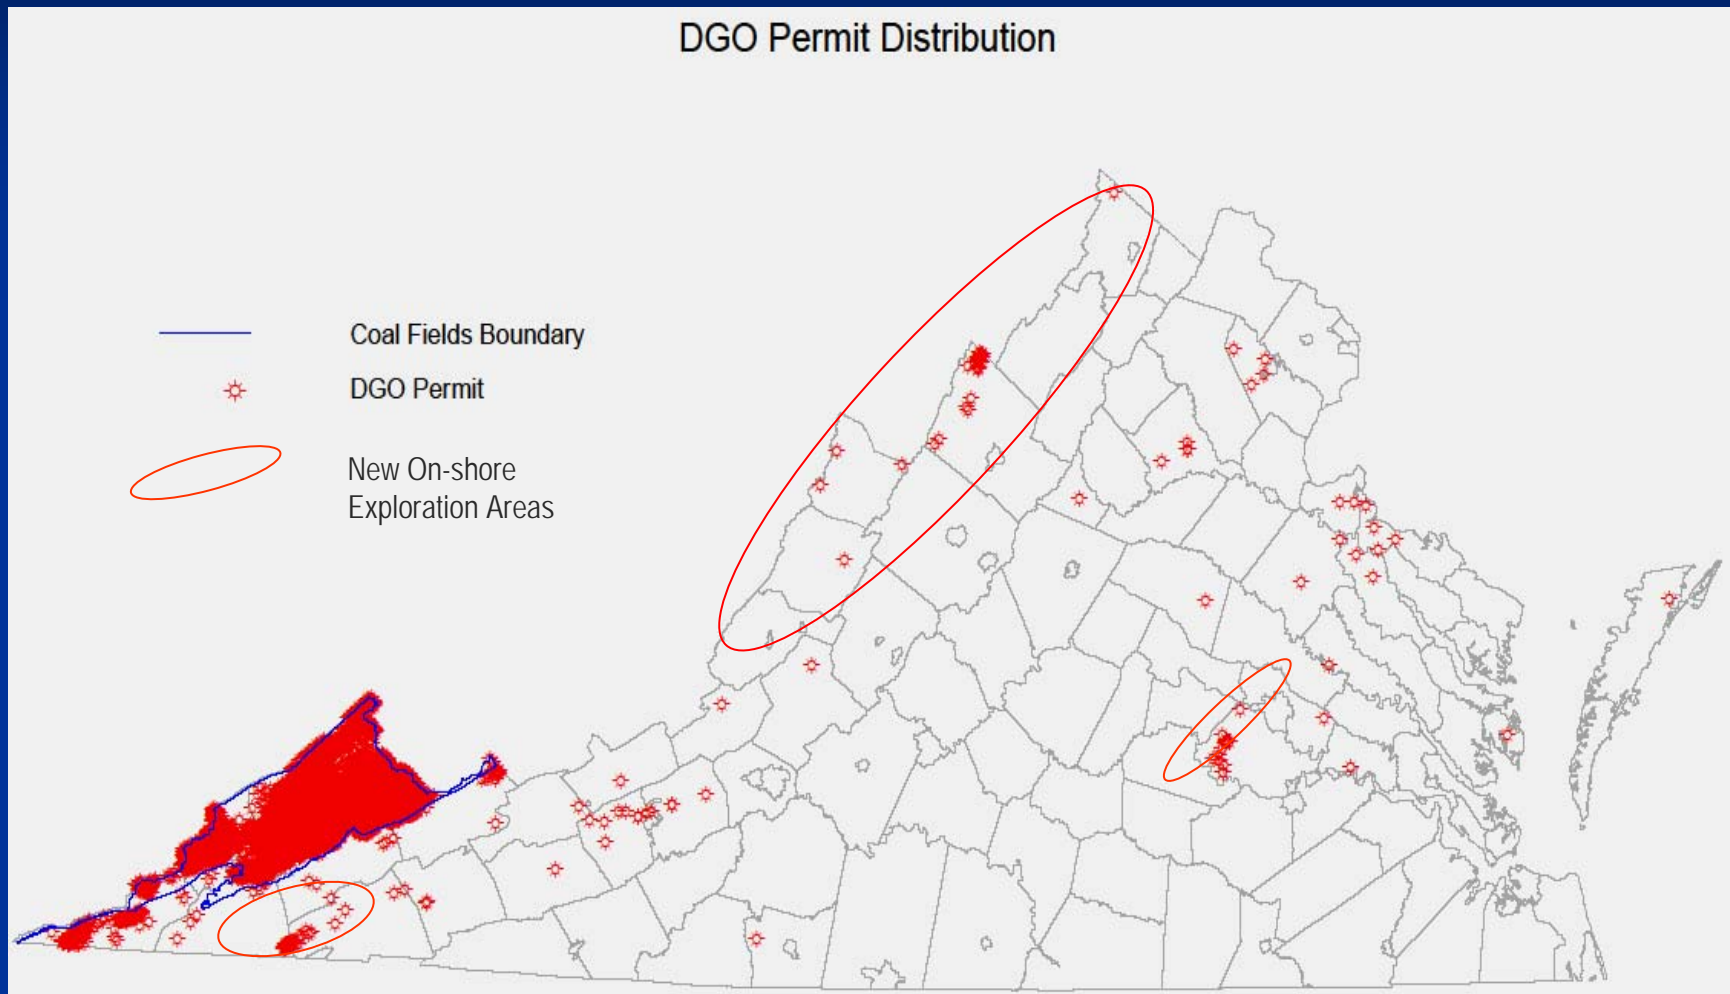 DGO Permit Distribution
Coal Fields Boundary
DGO Permit
New On-shore
Exploration Areas